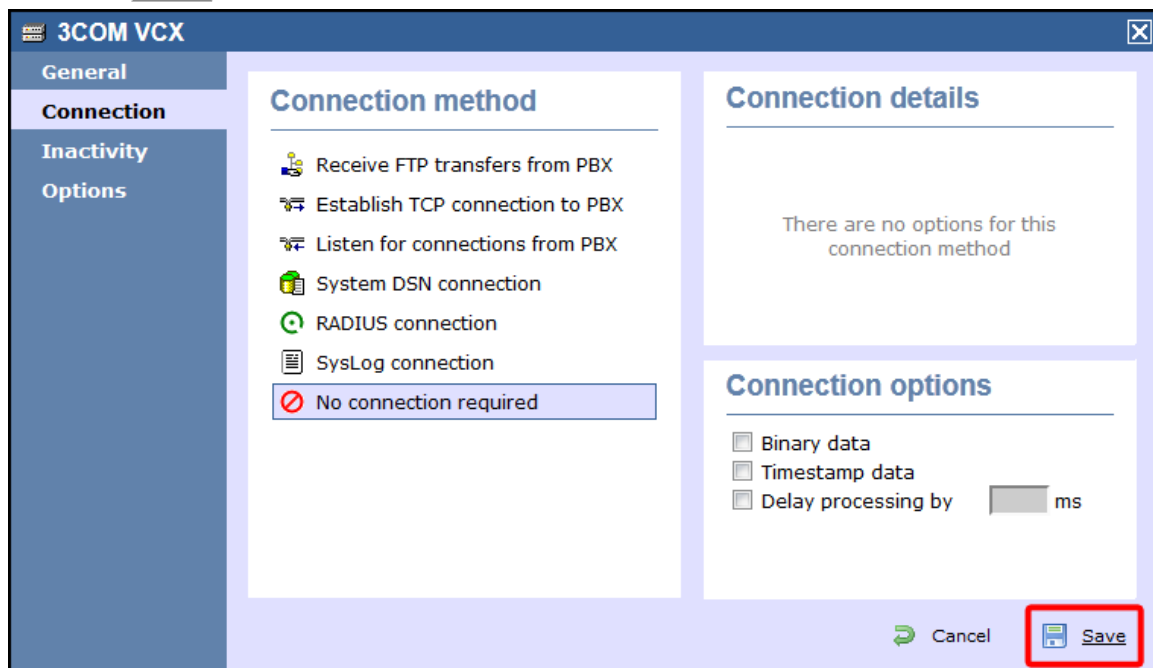 3COM VCX
General
Connection
Inactivity
Options
Connection method
Receive FTP transfers from PBX
Establish TCP connection to PBX
Listen for connections from PBX
System DSN connection
RADIUS connection
SysLog connection
No connection required
Connection details
There are no options for this
connection method
Connection options
Binary data
Timestamp data
Delay processing by ms
Cancel
Save